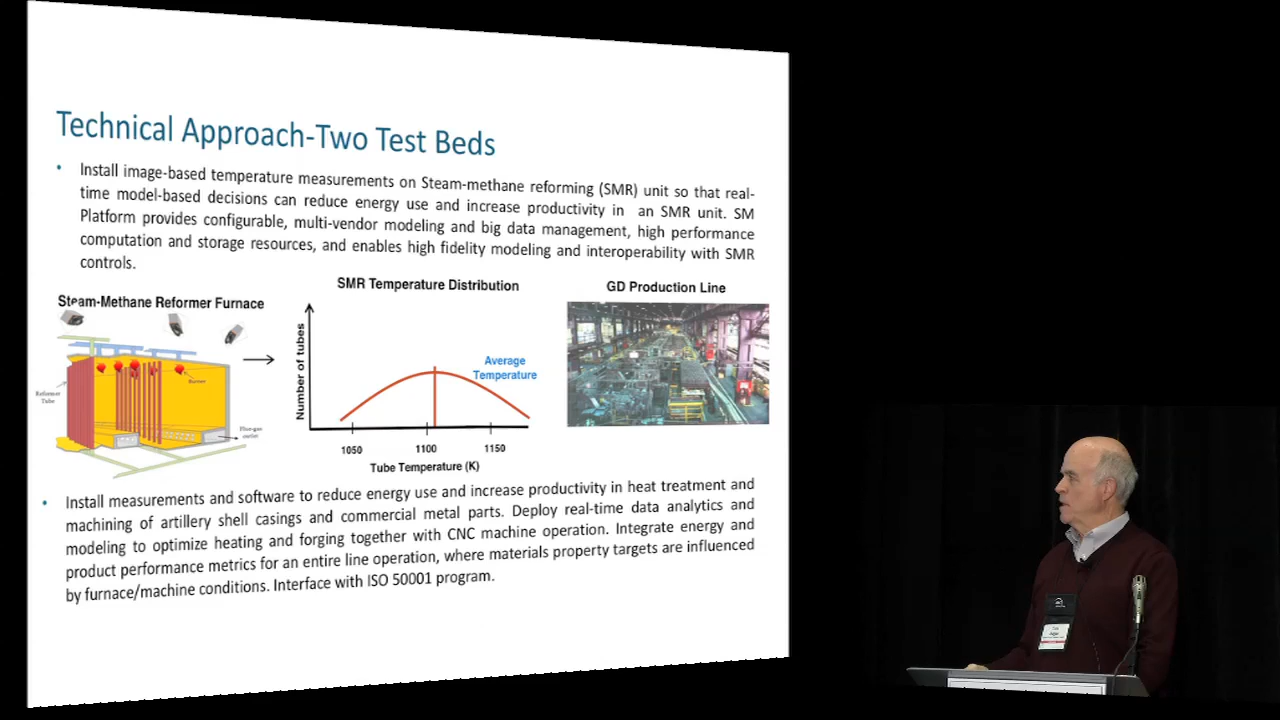 Technical Approach-Two Test Beds
• Install image-based temperature measurements on Steam-methane reforming (SMR) unit so that real-
time model-based decisions can reduce energy use and increase productivity in an SMR unit. SM
Platform provides configurable, multi-vendor modeling and big data management, high performance
computation and storage resources, and enables high fidelity modeling and interoperability with SMR
controls.
Steam-Methane Reformer Furnace
Reformer
Tube
Burner
Flue-gas
outlet
SMR Temperature Distribution
Number of tubes
Average
Temperature
1050 1100 1150
Tube Temperature (K)
GD Production Line
• Install measurements and software to reduce energy use and increase productivity in heat treatment and
machining of artillery shell casings and commercial metal parts. Deploy real-time data analytics and
modeling to optimize heating and forging together with CNC machine operation. Integrate energy and
product performance metrics for an entire line operation, where materials property targets are influenced
by furnace/machine conditions. Interface with ISO 50001 program.